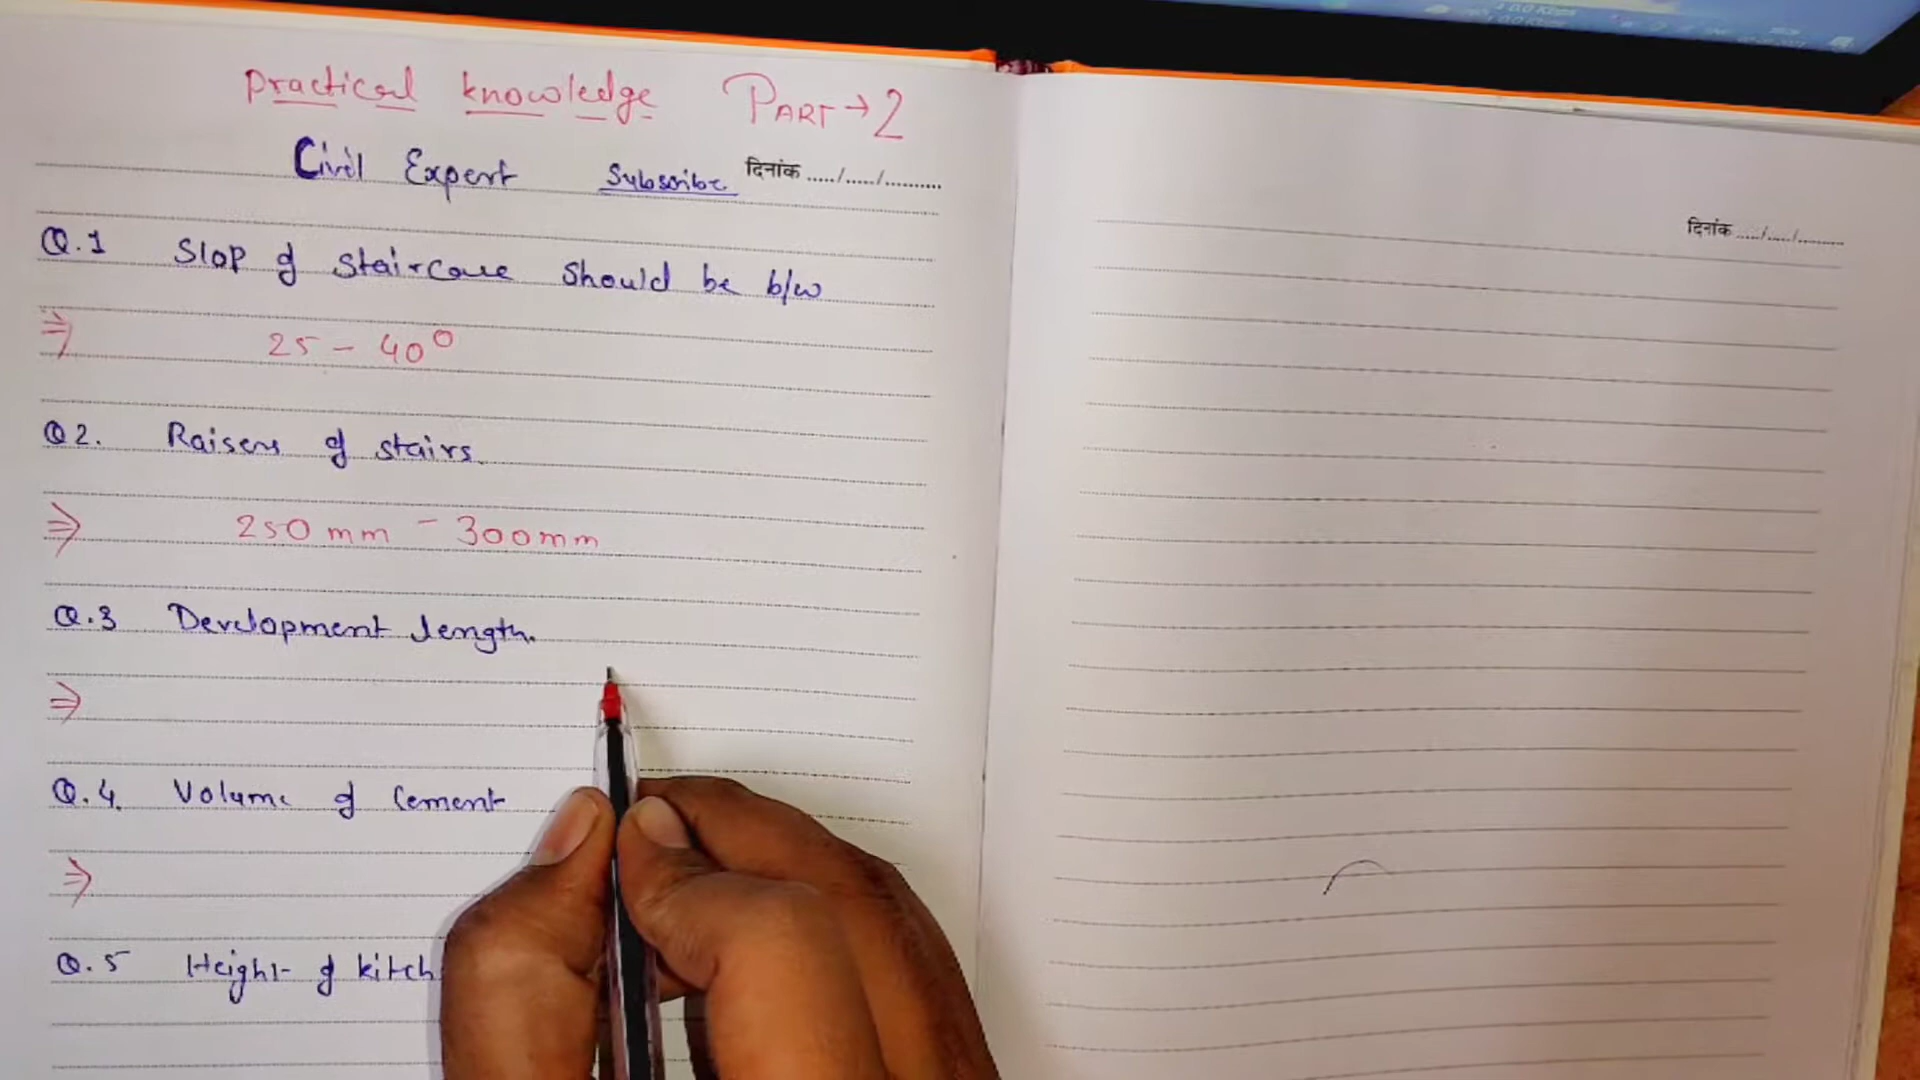 Practical knowledge PART → 2
Civil Expert Subscribe दिनांक ...../...../..........
Q.1 Slop of staircase should be b/w
⇒ 25 - 40°
Q2. Raisers of stairs
⇒ 250 mm - 300mm
Q.3 Development length.
⇒
Q.4. Volume of Cement
⇒
Q.5 Height of kitch
दिनांक ...../...../..........